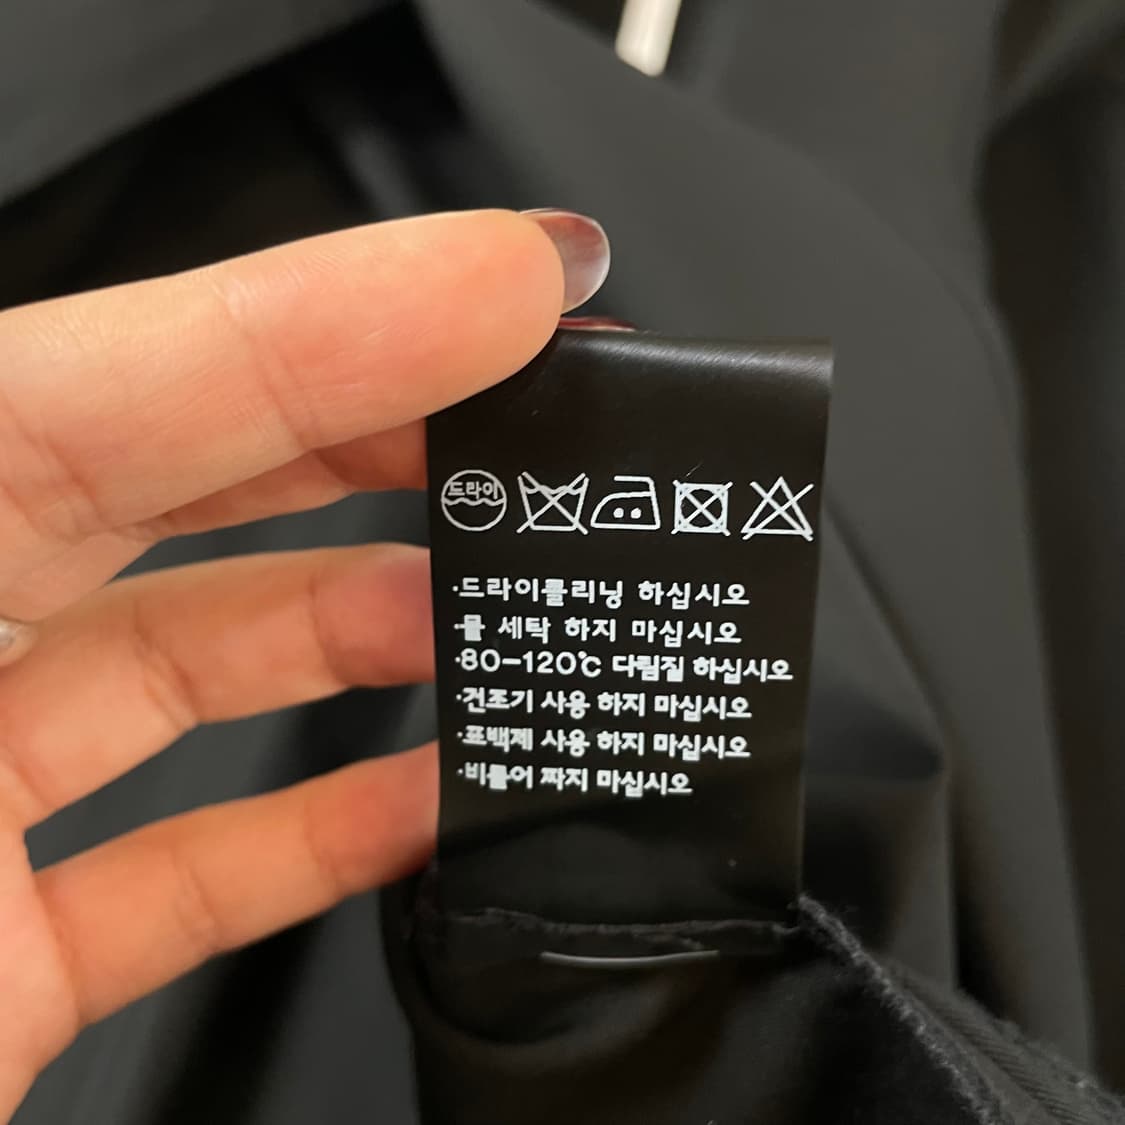 드라이
·드라이클리닝 하십시오
·물 세탁 하지 마십시오
·80-120℃ 다림질 하십시오
·건조기 사용 하지 마십시오
·표백제 사용 하지 마십시오
·비틀어 짜지 마십시오